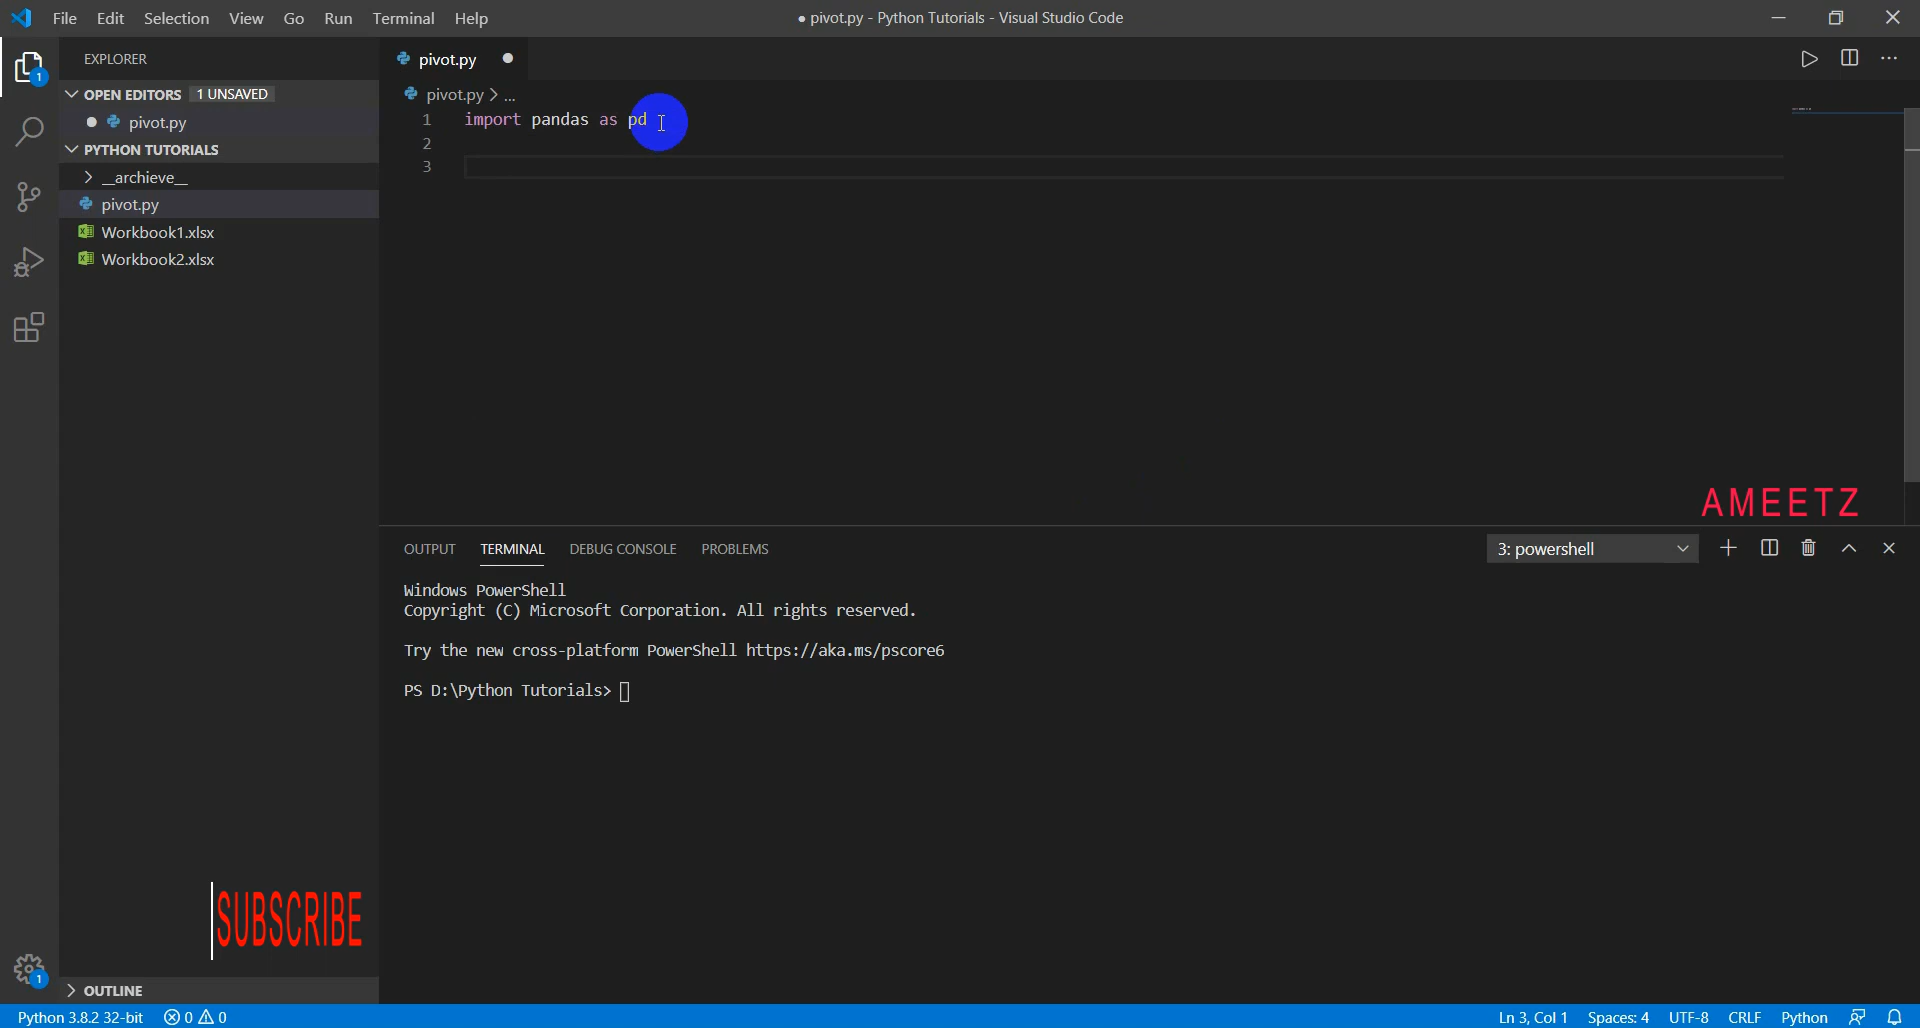 File Edit Selection View Go Run Terminal Help
● pivot.py - Python Tutorials - Visual Studio Code
EXPLORER
OPEN EDITORS 1 UNSAVED
pivot.py
PYTHON TUTORIALS
__archieve__
pivot.py
Workbook1.xlsx
Workbook2.xlsx
OUTLINE
1
1
pivot.py
pivot.py > ...
1 import pandas as pd
2
3
AMEETZ
OUTPUT TERMINAL DEBUG CONSOLE PROBLEMS
3: powershell
Windows PowerShell
Copyright (C) Microsoft Corporation. All rights reserved.
Try the new cross-platform PowerShell https://aka.ms/pscore6
PS D:\Python Tutorials>
SUBSCRIBE
Python 3.8.2 32-bit 0 0
Ln 3, Col 1 Spaces: 4 UTF-8 CRLF Python